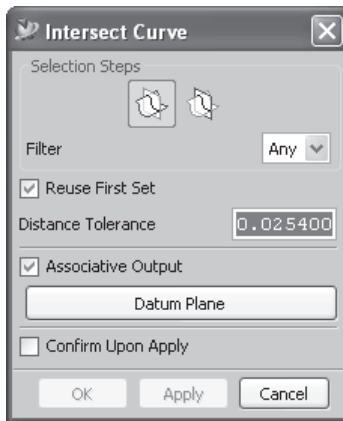 Intersect Curve
Selection Steps
Filter
Any
Reuse First Set
Distance Tolerance
0.025400
Associative Output
Datum Plane
Confirm Upon Apply
OK Apply Cancel